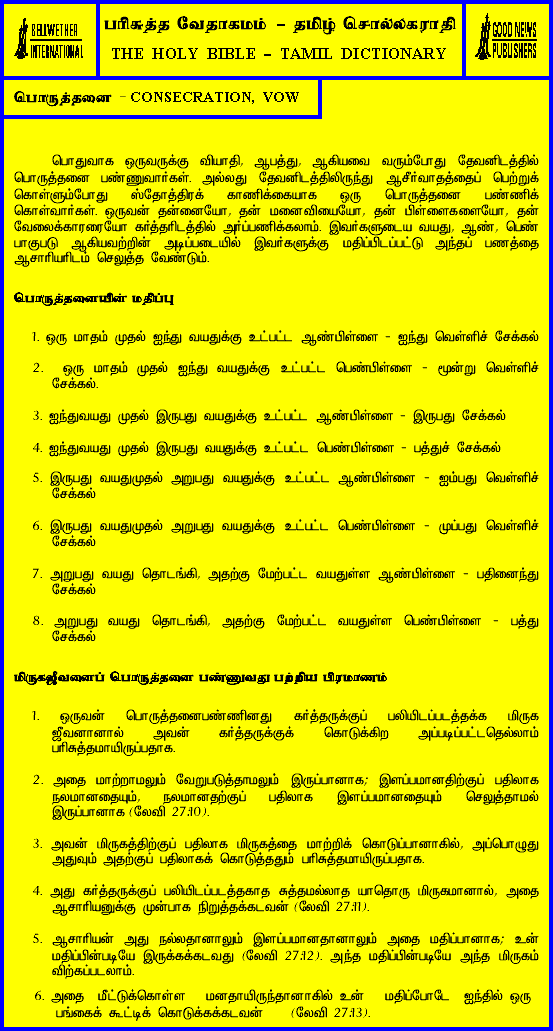 BELLWETHER
INTERNATIONAL
பரிசுத்த வேதாகமம் – தமிழ் சொல்லகராதி
THE HOLY BIBLE – TAMIL DICTIONARY
GOOD NEWS
PUBLISHERS
பொருத்தனை – CONSECRATION, VOW
பொதுவாக ஒருவருக்கு வியாதி, ஆபத்து, ஆகியவை வரும்போது தேவனிடத்தில்
பொருத்தனை பண்ணுவார்கள். அல்லது தேவனிடத்திலிருந்து ஆசீர்வாதத்தைப் பெற்றுக்
கொள்ளும்போது ஸ்தோத்திரக் காணிக்கையாக ஒரு பொருத்தனை பண்ணிக்
கொள்வார்கள். ஒருவன் தன்னையோ, தன் மனைவியையோ, தன் பிள்ளைகளையோ, தன்
வேலைக்காரரையோ கர்த்தரிடத்தில் அர்ப்பணிக்கலாம். இவர்களுடைய வயது, ஆண், பெண்
பாகுபடு ஆகியவற்றின் அடிப்படையில் இவர்களுக்கு மதிப்பிடப்பட்டு அந்தப் பணத்தை
ஆசாரியரிடம் செலுத்த வேண்டும்.
பொருத்தனையின் மதிப்பு
1. ஒரு மாதம் முதல் ஐந்து வயதுக்கு உட்பட்ட ஆண்பிள்ளை - ஐந்து வெள்ளிச் சேக்கல்
2. ஒரு மாதம் முதல் ஐந்து வயதுக்கு உட்பட்ட பெண்பிள்ளை - மூன்று வெள்ளிச்
சேக்கல்.
3. ஐந்துவயது முதல் இருபது வயதுக்கு உட்பட்ட ஆண்பிள்ளை - இருபது சேக்கல்
4. ஐந்துவயது முதல் இருபது வயதுக்கு உட்பட்ட பெண்பிள்ளை - பத்துச் சேக்கல்
5. இருபது வயதுமுதல் அறுபது வயதுக்கு உட்பட்ட ஆண்பிள்ளை - ஐம்பது வெள்ளிச்
சேக்கல்
6. இருபது வயதுமுதல் அறுபது வயதுக்கு உட்பட்ட பெண்பிள்ளை - முப்பது வெள்ளிச்
சேக்கல்
7. அறுபது வயது தொடங்கி, அதற்கு மேற்பட்ட வயதுள்ள ஆண்பிள்ளை - பதினைந்து
சேக்கல்
8. அறுபது வயது தொடங்கி, அதற்கு மேற்பட்ட வயதுள்ள பெண்பிள்ளை - பத்து
சேக்கல்
மிருகஜீவனைப் பொருத்தனை பண்ணுவது பற்றிய பிரமாணம்
1. ஒருவன் பொருத்தனைபண்ணினது கர்த்தருக்குப் பலியிடப்படத்தக்க மிருக
ஜீவனானால் அவன் கர்த்தருக்குக் கொடுக்கிற அப்படிப்பட்டதெல்லாம்
பரிசுத்தமாயிருப்பதாக.
2. அதை மாற்றாமலும் வேறுபடுத்தாமலும் இருப்பானாக; இளப்பமானதிற்குப் பதிலாக
நலமானதையும், நலமானதற்குப் பதிலாக இளப்பமானதையும் செலுத்தாமல்
இருப்பானாக (லேவி 27:10).
3. அவன் மிருகத்திற்குப் பதிலாக மிருகத்தை மாற்றிக் கொடுப்பானாகில், அப்பொழுது
அதுவும் அதற்குப் பதிலாகக் கொடுத்ததும் பரிசுத்தமாயிருப்பதாக.
4. அது கர்த்தருக்குப் பலியிடப்படத்தகாத சுத்தமல்லாத யாதொரு மிருகமானால், அதை
ஆசாரியனுக்கு முன்பாக நிறுத்தக்கடவன் (லேவி 27:11).
5. ஆசாரியன் அது நல்லதானாலும் இளப்பமானதானாலும் அதை மதிப்பானாக; உன்
மதிப்பின்படியே இருக்கக்கடவது (லேவி 27:12). அந்த மதிப்பின்படியே அந்த மிருகம்
விற்கப்படலாம்.
6. அதை மீட்டுக்கொள்ள மனதாயிருந்தானாகில் உன் மதிப்போடே ஐந்தில் ஒரு
பங்கைக் கூட்டிக் கொடுக்கக்கடவன் (லேவி 27:13).